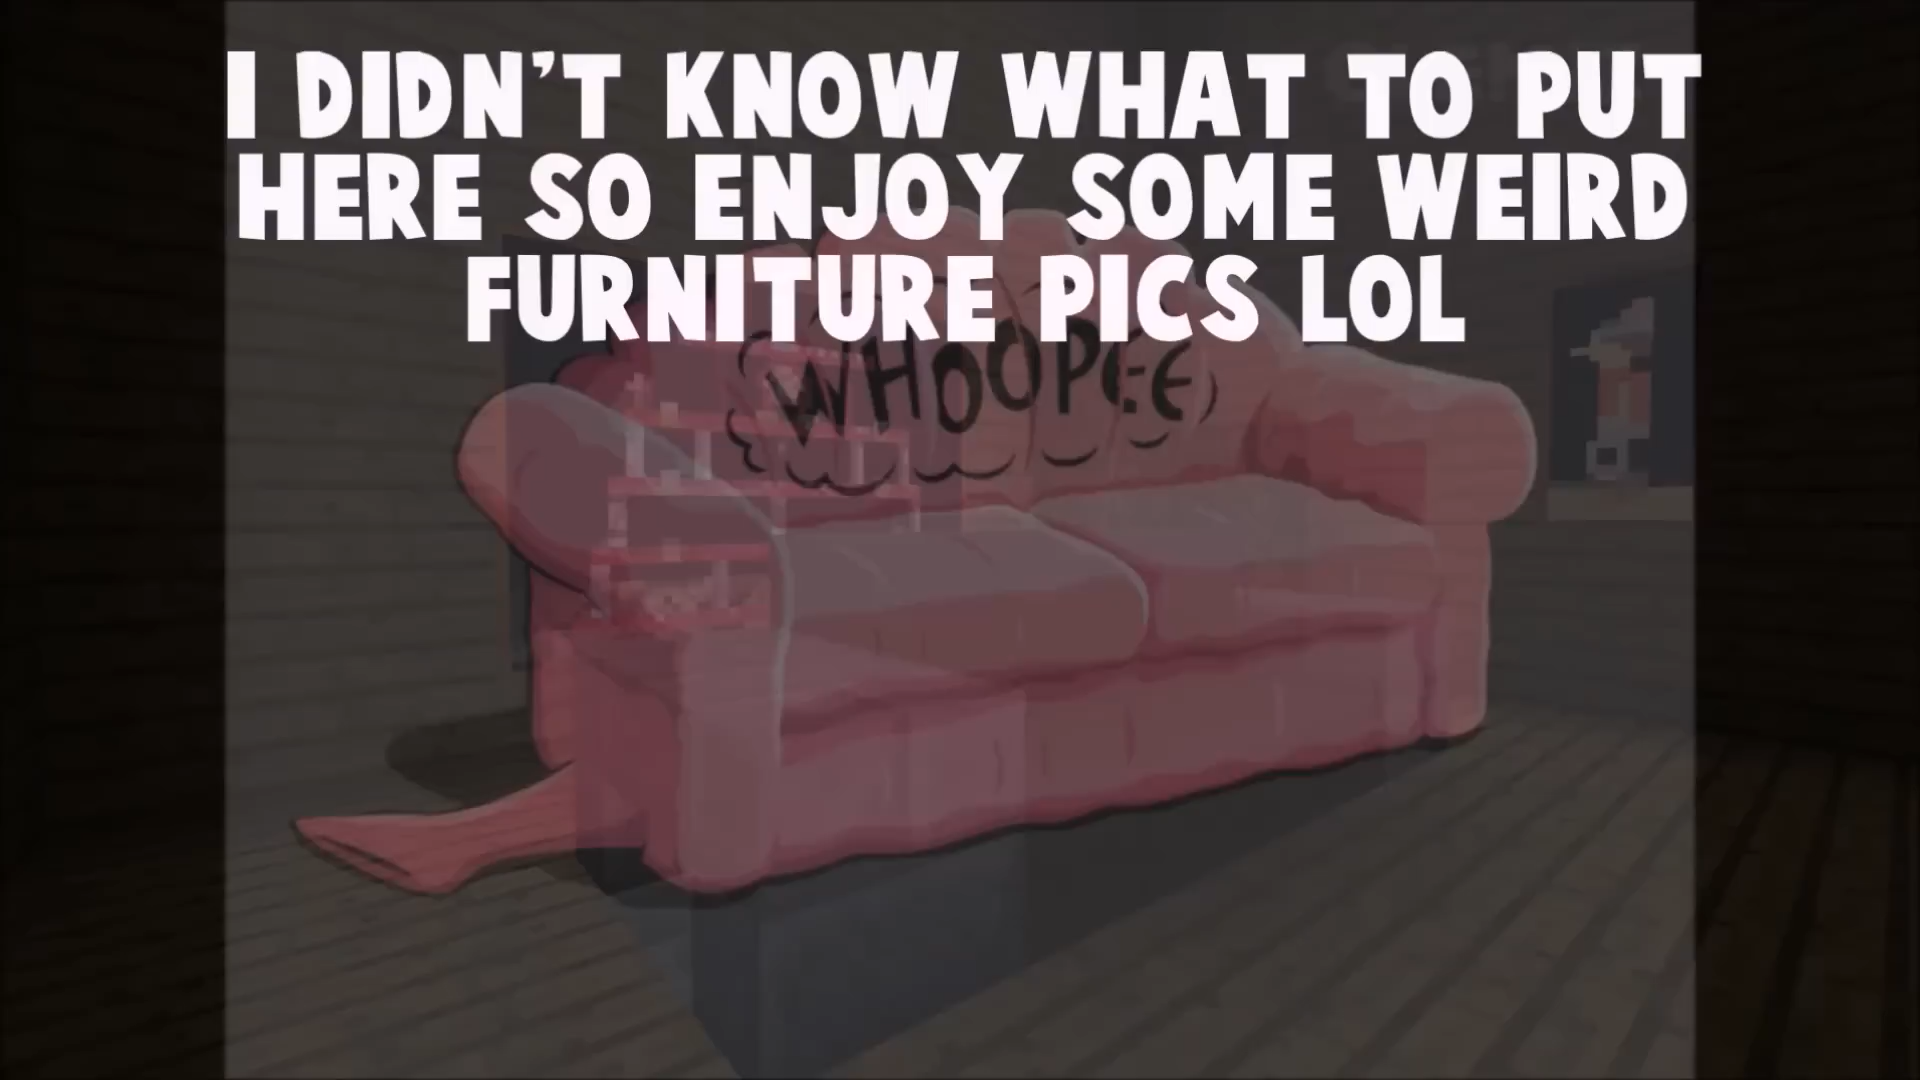 I DIDN'T KNOW WHAT TO PUT
HERE SO ENJOY SOME WEIRD
FURNITURE PICS LOL
WHOOPEE